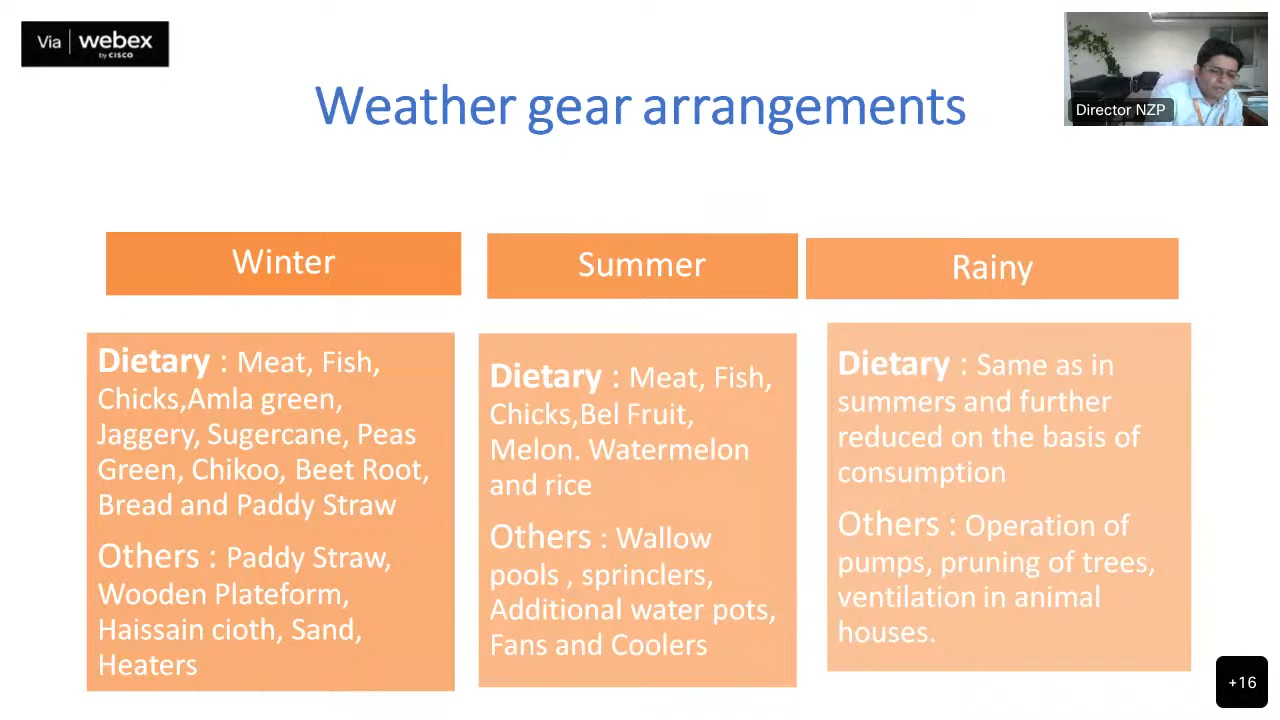 Via webex
by CISCO
Director NZP
Weather gear arrangements
Winter
Dietary : Meat, Fish,
Chicks,Amla green,
Jaggery, Sugercane, Peas
Green, Chikoo, Beet Root,
Bread and Paddy Straw
Others : Paddy Straw,
Wooden Plateform,
Haissain cioth, Sand,
Heaters
Summer
Dietary : Meat, Fish,
Chicks,Bel Fruit,
Melon. Watermelon
and rice
Others : Wallow
pools , sprinclers,
Additional water pots,
Fans and Coolers
Rainy
Dietary : Same as in
summers and further
reduced on the basis of
consumption
Others : Operation of
pumps, pruning of trees,
ventilation in animal
houses.
+16